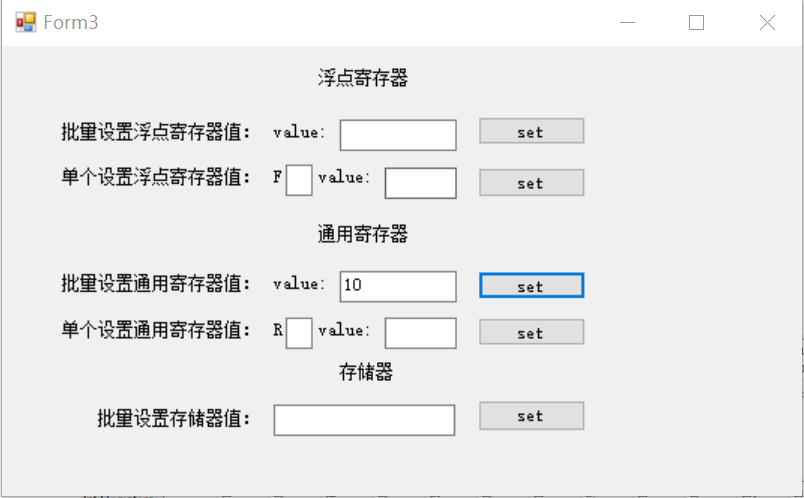 Form3
浮点寄存器
批量设置浮点寄存器值： value: set
单个设置浮点寄存器值： F value: set
通用寄存器
批量设置通用寄存器值： value: 10 set
单个设置通用寄存器值： R value: set
存储器
批量设置存储器值： set